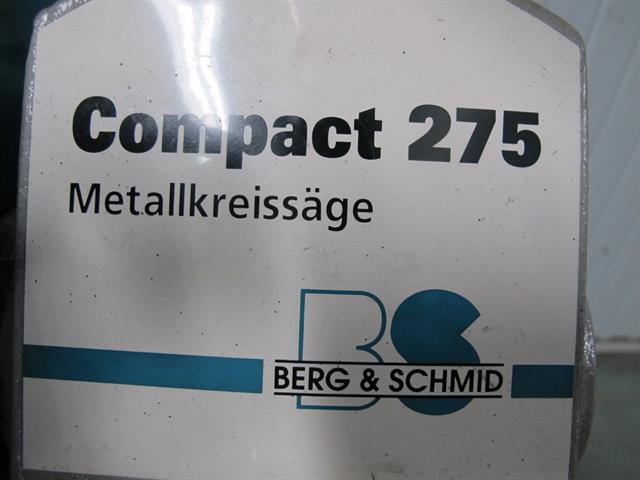 Compact 275
Metallkreissäge
BS
BERG & SCHMID